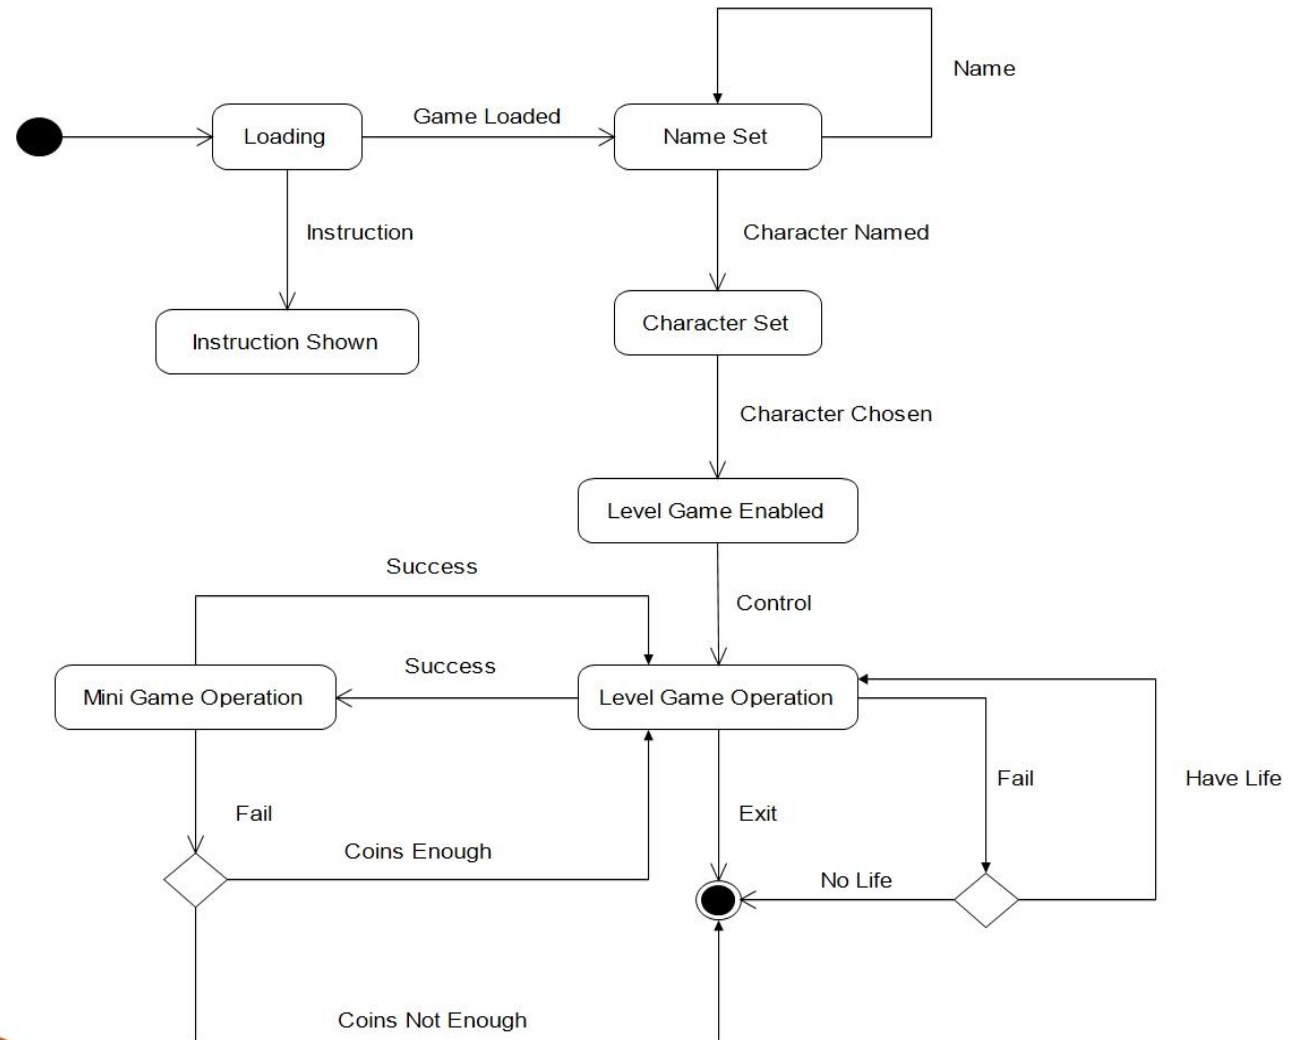 Name
Game Loaded
Loading
Name Set
Instruction
Character Named
Instruction Shown
Character Set
Character Chosen
Level Game Enabled
Success
Control
Success
Mini Game Operation
Level Game Operation
Fail
Have Life
Fail
Exit
Coins Enough
No Life
Coins Not Enough